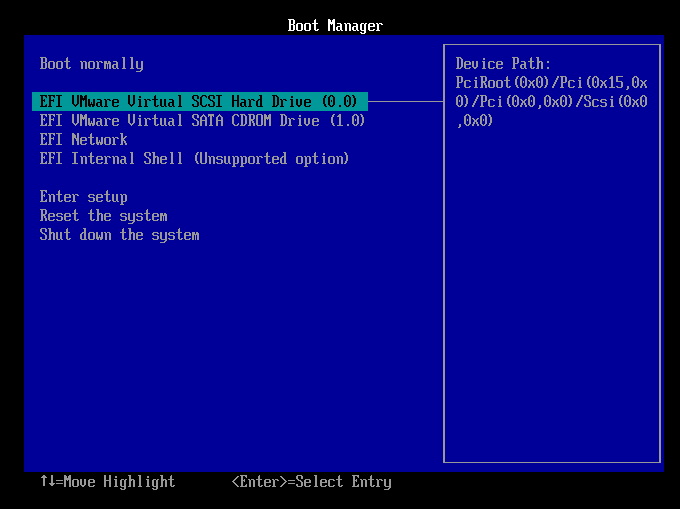 Boot Manager
Boot normally
EFI VMware Virtual SCSI Hard Drive (0.0)
EFI VMware Virtual SATA CDROM Drive (1.0)
EFI Network
EFI Internal Shell (Unsupported option)
Enter setup
Reset the system
Shut down the system
Device Path:
PciRoot(0x0)/Pci(0x15,0x
0)/Pci(0x0,0x0)/Scsi(0x0
,0x0)
↑↓=Move Highlight <Enter>=Select Entry